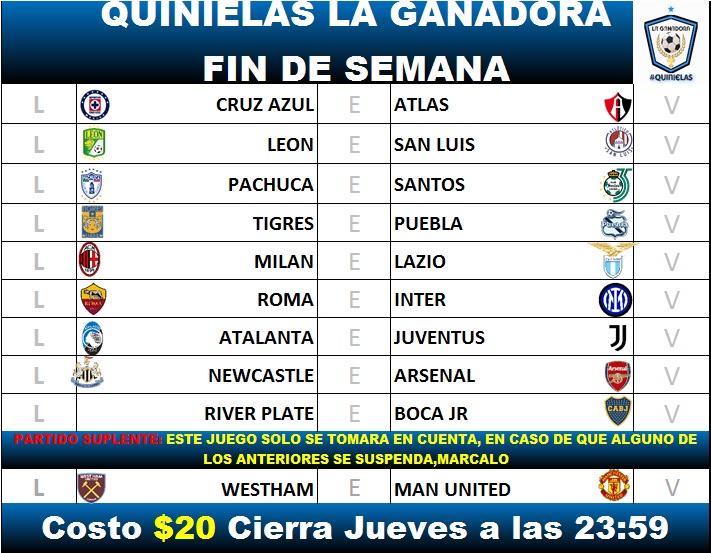 QUINIELAS LA GANADORA
FIN DE SEMANA
LA GANADORA
#QUINIELAS
L CRUZ AZUL E ATLAS V
L LEON E SAN LUIS V
L PACHUCA E SANTOS V
L TIGRES E PUEBLA V
L MILAN E LAZIO V
L ROMA E INTER V
L ATALANTA E JUVENTUS V
L NEWCASTLE E ARSENAL V
L RIVER PLATE E BOCA JR V
PARTIDO SUPLENTE: ESTE JUEGO SOLO SE TOMARA EN CUENTA, EN CASO DE QUE ALGUNO DE
LOS ANTERIORES SE SUSPENDA,MARCALO
L WESTHAM E MAN UNITED V
Costo $20 Cierra Jueves a las 23:59